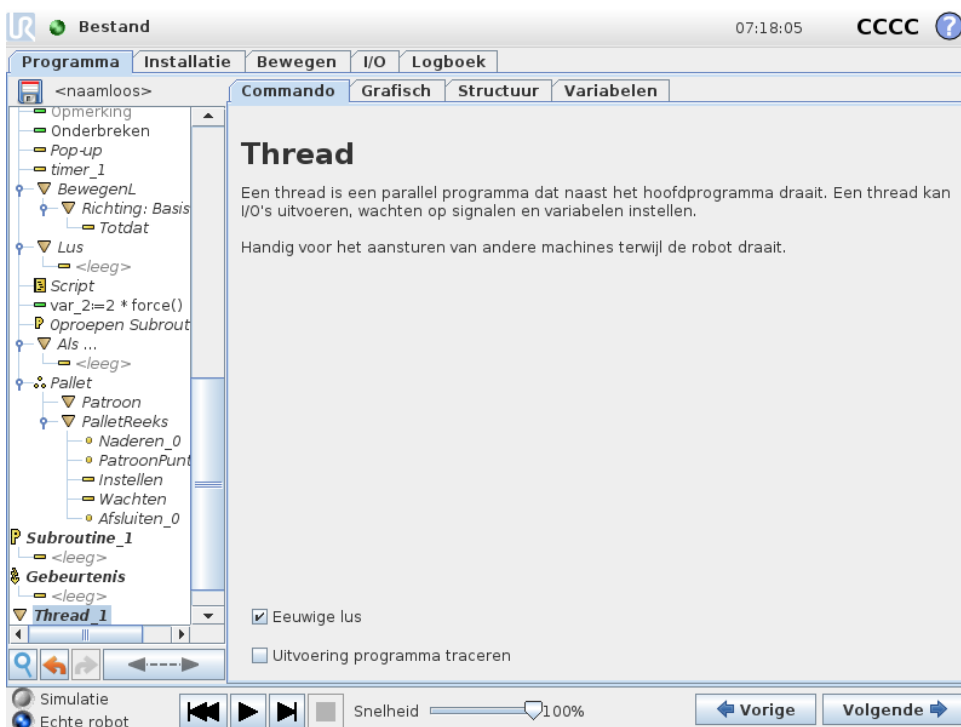 UR Bestand 07:18:05 CCCC ?
Programma Installatie Bewegen I/O Logboek
<naamloos>
Commando Grafisch Structuur Variabelen
Opmerking
Onderbreken
Pop-up
timer_1
BewegenL
Richting: Basis
Totdat
Lus
<leeg>
Script
var_2:=2 * force()
Oproepen Subrout
Als ...
<leeg>
Pallet
Patroon
PalletReeks
Naderen_0
PatroonPunt
Instellen
Wachten
Afsluiten_0
Subroutine_1
<leeg>
Gebeurtenis
<leeg>
Thread_1
Thread
Een thread is een parallel programma dat naast het hoofdprogramma draait. Een thread kan
I/O's uitvoeren, wachten op signalen en variabelen instellen.
Handig voor het aansturen van andere machines terwijl de robot draait.
Eeuwige lus
Uitvoering programma traceren
Simulatie
Echte robot
Snelheid 100%
Vorige Volgende